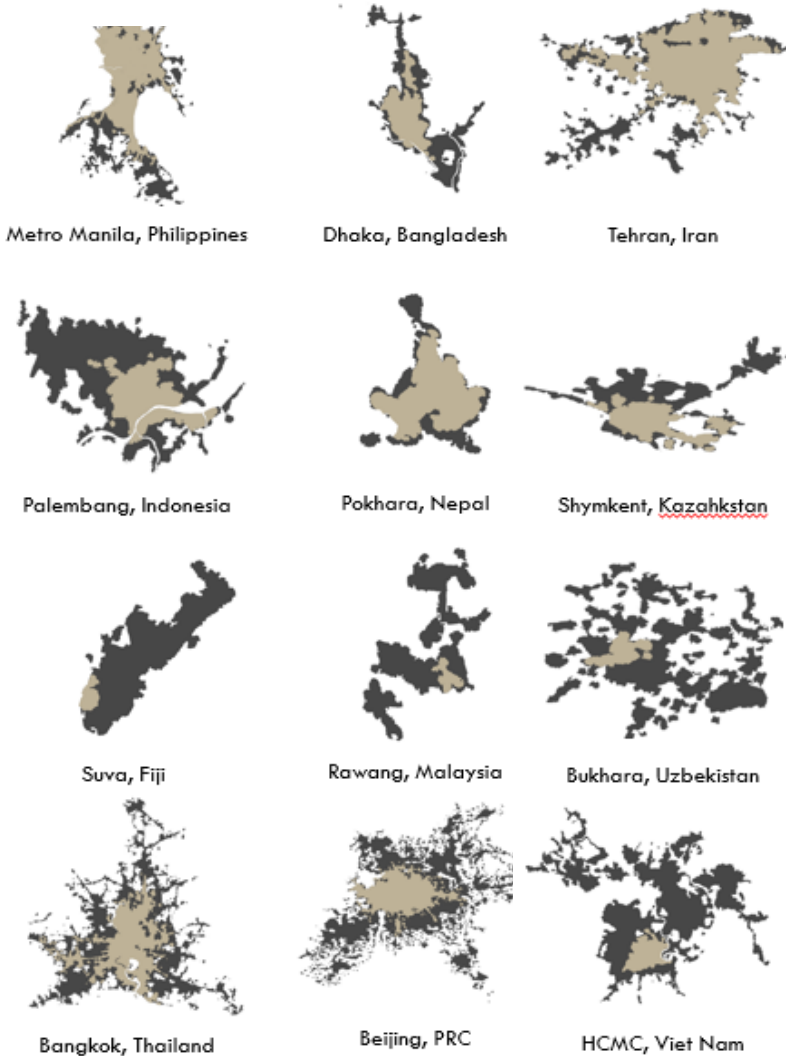 Metro Manila, Philippines
Dhaka, Bangladesh
Tehran, Iran
Palembang, Indonesia
Pokhara, Nepal
Shymkent, Kazahkstan
Suva, Fiji
Rawang, Malaysia
Bukhara, Uzbekistan
Bangkok, Thailand
Beijing, PRC
HCMC, Viet Nam